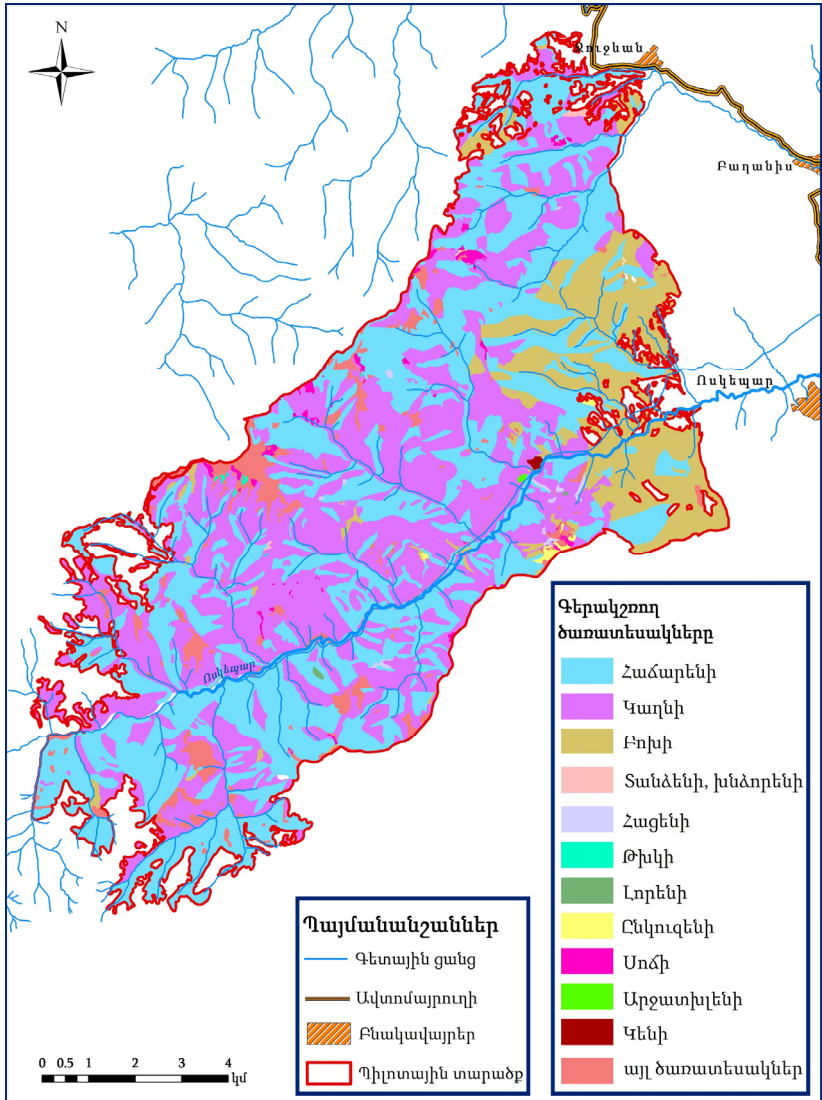 N
Ջուջևան
Բաղանիս
Ոսկեպար
Ոսկեպար
Գերակշռող
ծառատեսակները
Հաճարենի
Կաղնի
Բոխի
Տանձենի, խնձորենի
Հացենի
Թխկի
Լորենի
Ընկուզենի
Սոճի
Արջատխլենի
Կենի
այլ ծառատեսակներ
Պայմանանշաններ
Գետային ցանց
Ավտոմայրուղի
Բնակավայրեր
Պիլոտային տարածք
0 0.5 1 2 3 4
կմ